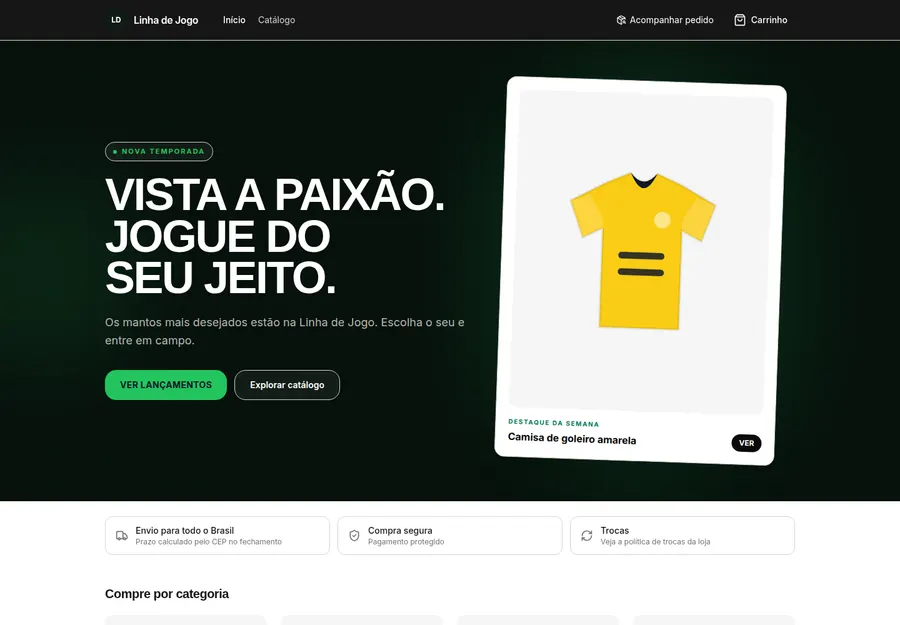 LD
Linha de Jogo
Início
Catálogo
Acompanhar pedido
Carrinho
NOVA TEMPORADA
VISTA A PAIXÃO.
JOGUE DO
SEU JEITO.
Os mantos mais desejados estão na Linha de Jogo. Escolha o seu e
entre em campo.
VER LANÇAMENTOS
Explorar catálogo
DESTAQUE DA SEMANA
Camisa de goleiro amarela
VER
Envio para todo o Brasil
Prazo calculado pelo CEP no fechamento
Compra segura
Pagamento protegido
Trocas
Veja a política de trocas da loja
Compre por categoria